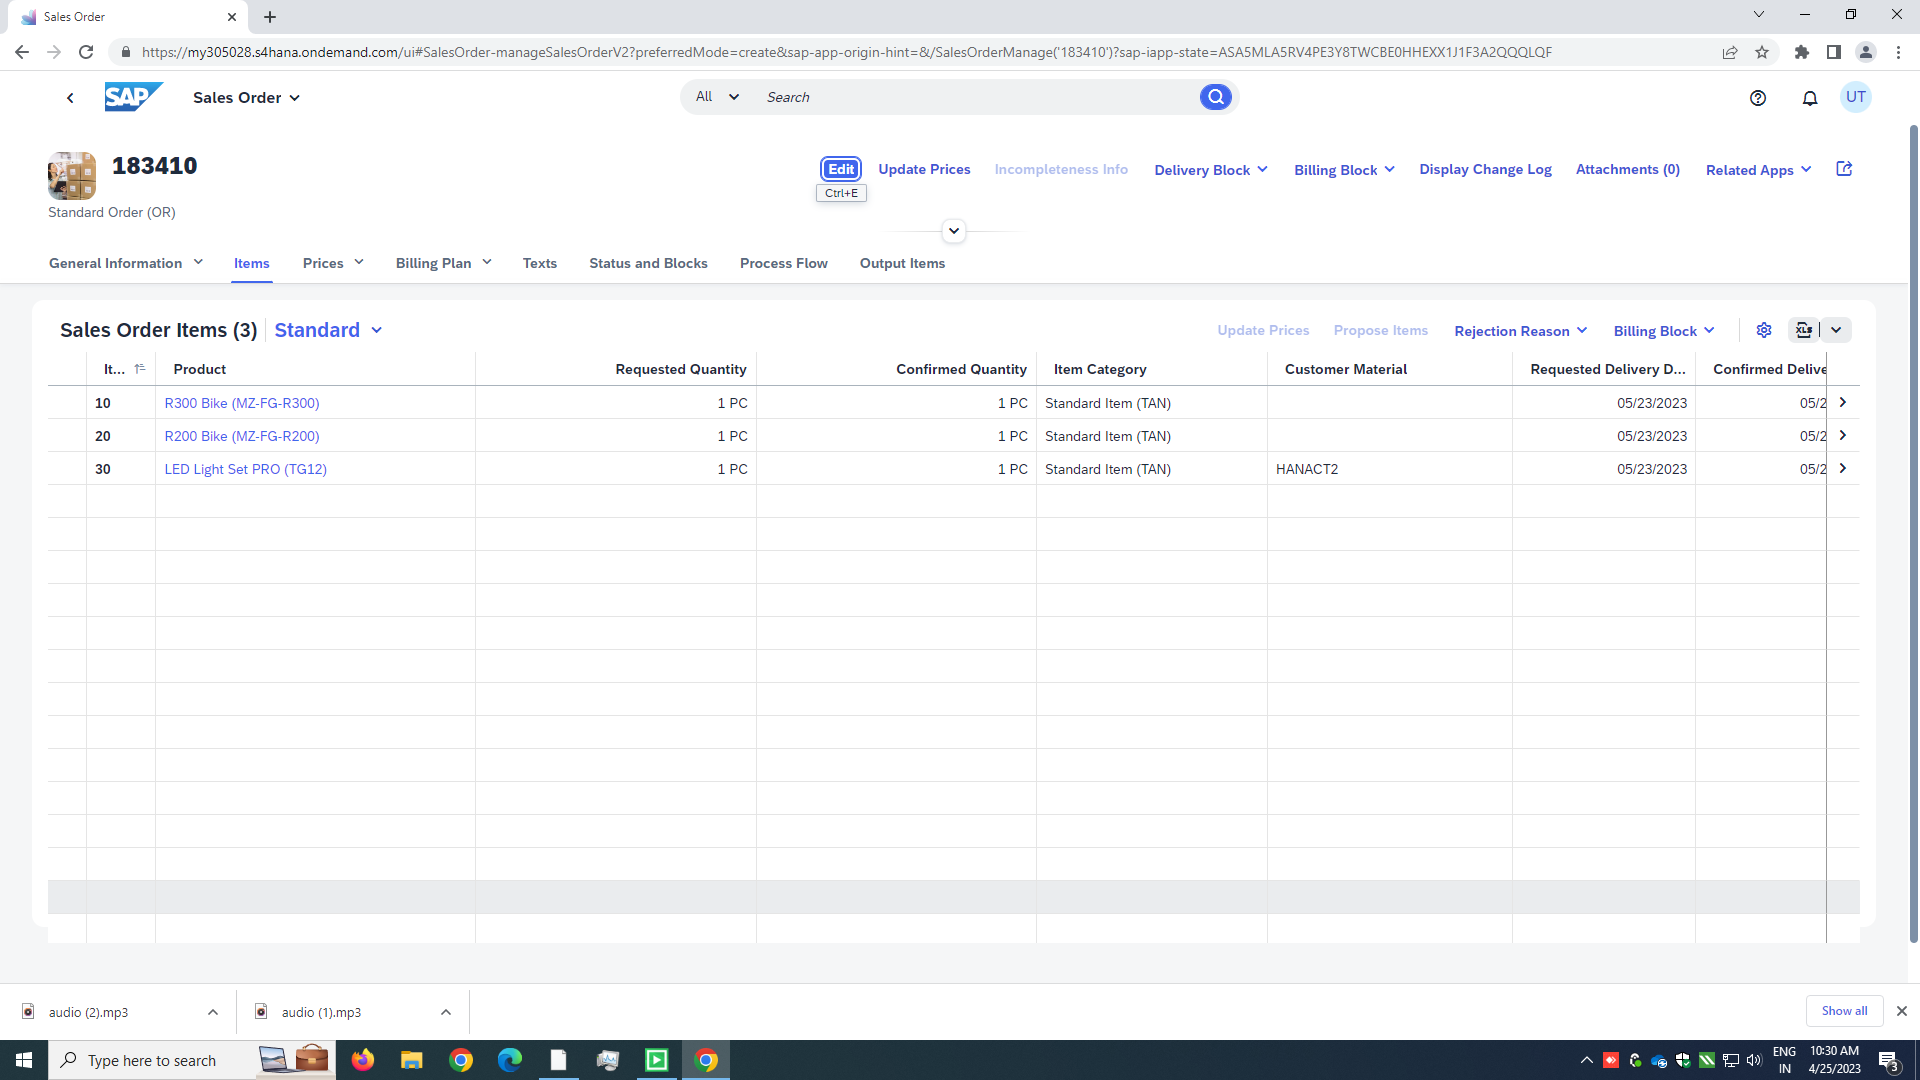 Sales Order
https://my305028.s4hana.ondemand.com/ui#SalesOrder-manageSalesOrderV2?preferredMode=create&sap-app-origin-hint=&/SalesOrderManage('183410')?sap-iapp-state=ASA5MLA5RV4PE3Y8TWCBE0HHEXX1J1F3A2QQQLQF
SAP Sales Order All Search UT
183410 Edit Update Prices Incompleteness Info Delivery Block Billing Block Display Change Log Attachments (0) Related Apps
Ctrl+E
Standard Order (OR)
General Information Items Prices Billing Plan Texts Status and Blocks Process Flow Output Items
Sales Order Items (3) Standard Update Prices Propose Items Rejection Reason Billing Block XLS
It... Product Requested Quantity Confirmed Quantity Item Category Customer Material Requested Delivery D... Confirmed Delive
10 R300 Bike (MZ-FG-R300) 1 PC 1 PC Standard Item (TAN) 05/23/2023 05/2
20 R200 Bike (MZ-FG-R200) 1 PC 1 PC Standard Item (TAN) 05/23/2023 05/2
30 LED Light Set PRO (TG12) 1 PC 1 PC Standard Item (TAN) HANACT2 05/23/2023 05/2
audio (2).mp3 audio (1).mp3 Show all
Type here to search ENG 10:30 AM
IN 4/25/2023 3